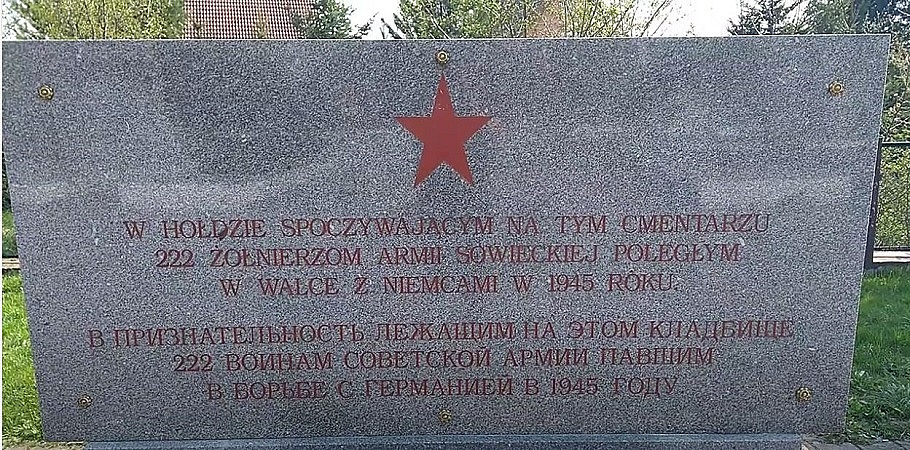 W HOŁDZIE SPOCZYWAJĄCYM NA TYM CMENTARZU
222 ŻOŁNIERZOM ARMII SOWIECKIEJ POLEGŁYM
W WALCE Z NIEMCAMI W 1945 ROKU.
В ПРИЗНАТЕЛЬНОСТЬ ЛЕЖАЩИМ НА ЭТОМ КЛАДБИЩЕ
222 ВОИНАМ СОВЕТСКОЙ АРМИИ ПАВШИМ
В БОРЬБЕ С ГЕРМАНИЕЙ В 1945 ГОДУ